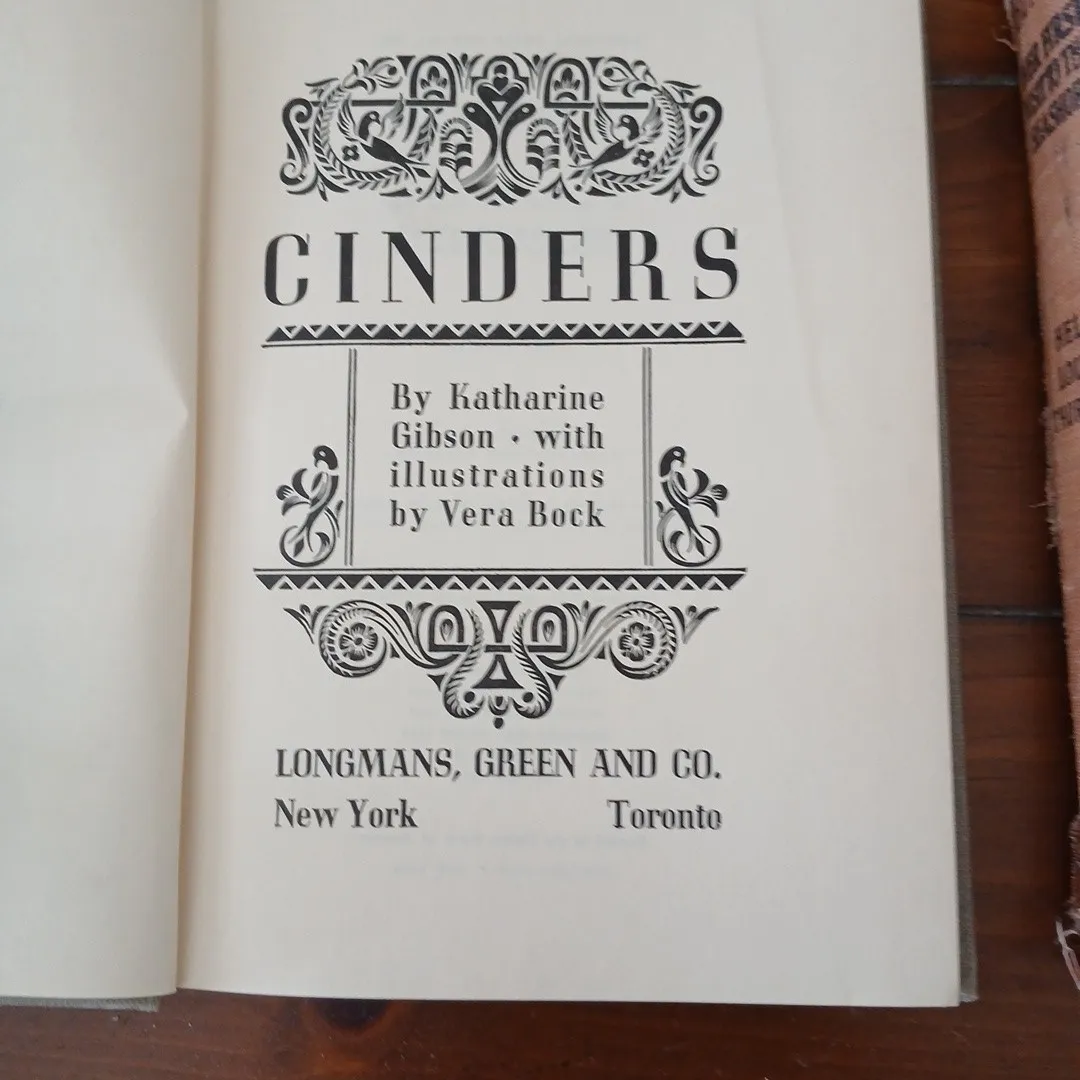 CINDERS
By Katharine
Gibson · with
illustrations
by Vera Bock
LONGMANS, GREEN AND CO.
New York
Toronto